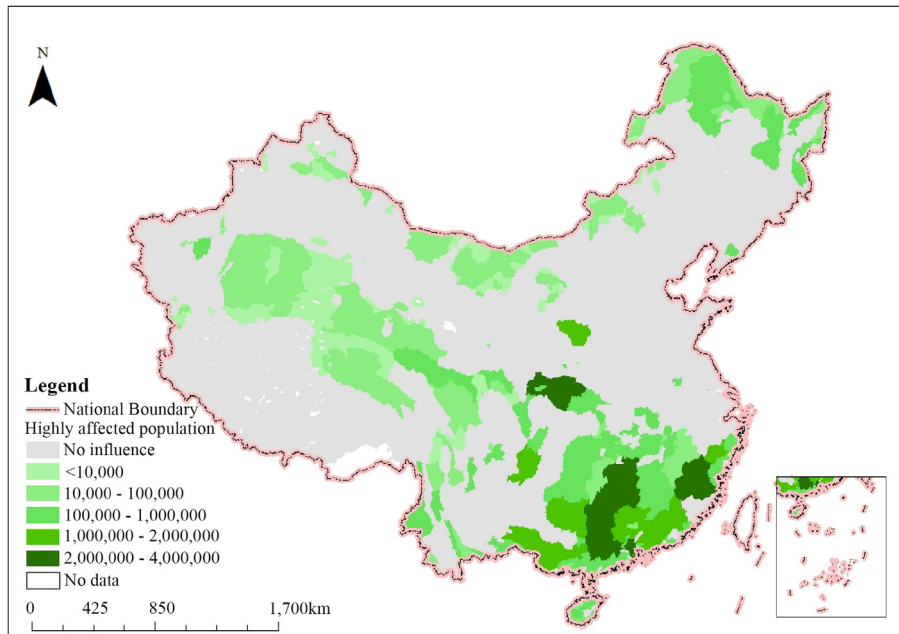 N
Legend
National Boundary
Highly affected population
No influence
<10,000
10,000 - 100,000
100,000 - 1,000,000
1,000,000 - 2,000,000
2,000,000 - 4,000,000
No data
0 425 850 1,700km